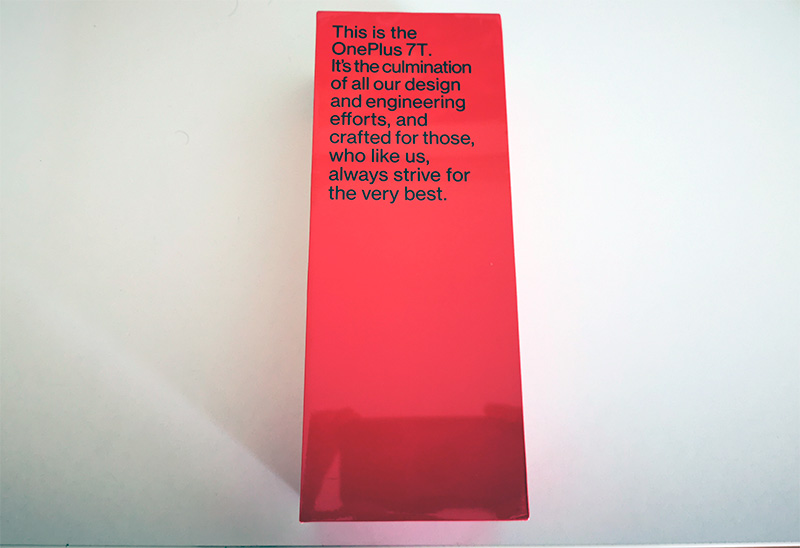 This is the
OnePlus 7T.
It's the culmination
of all our design
and engineering
efforts, and
crafted for those,
who like us,
always strive for
the very best.